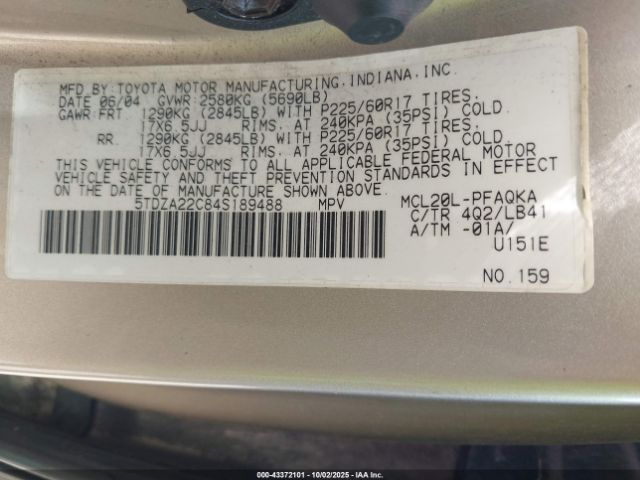 MFD BY TOYOTA MOTOR MANUFACTURING, INDIANA, INC.
DATE 06/04 GVWR 2580KG (5690LB)
GAWR FRT 1290KG (2845LB) WITH P225/60R17 TIRES,
17X6.5JJ RIMS, AT 240KPA (35PSI) COLD.
RR 1290KG (2845LB) WITH P225/60R17 TIRES,
17X6.5JJ RIMS, AT 240KPA (35PSI) COLD.
THIS VEHICLE CONFORMS TO ALL APPLICABLE FEDERAL MOTOR
VEHICLE SAFETY AND THEFT PREVENTION STANDARDS IN EFFECT
ON THE DATE OF MANUFACTURE SHOWN ABOVE.
5TDZA22C84S189488 MPV MCL20L-PFAQKA
C/TR 4Q2/LB41
A/TM -01A/
U151E
NO.159
000-43372101 - 10/02/2025 - IAA Inc.